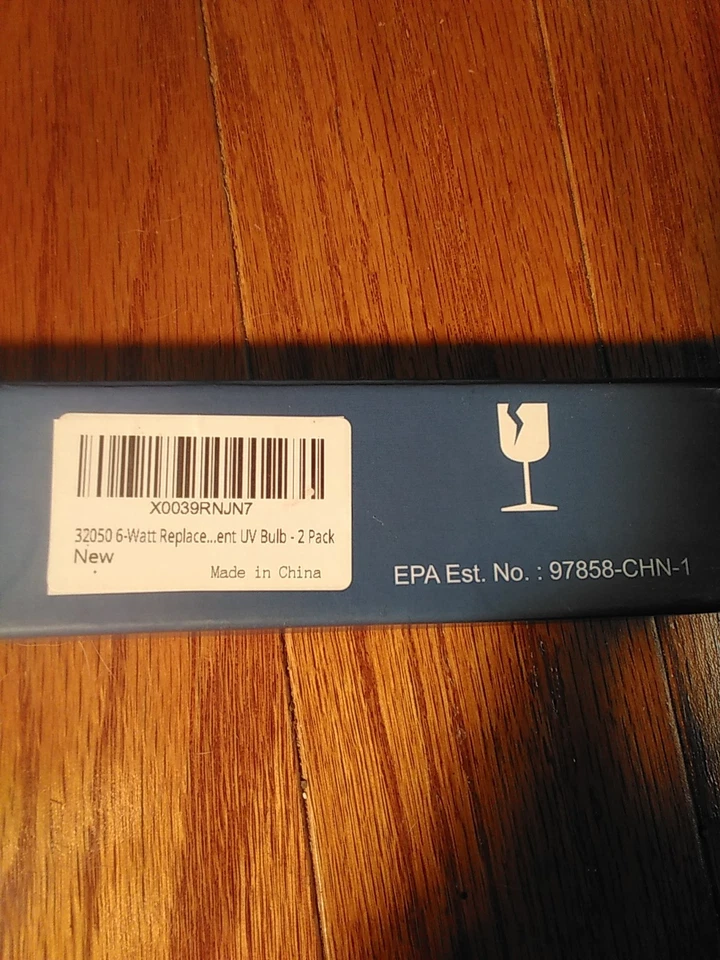 X0039RNJN7
32050 6-Watt Replace...ent UV Bulb - 2 Pack
New
Made in China
EPA Est. No. : 97858-CHN-1